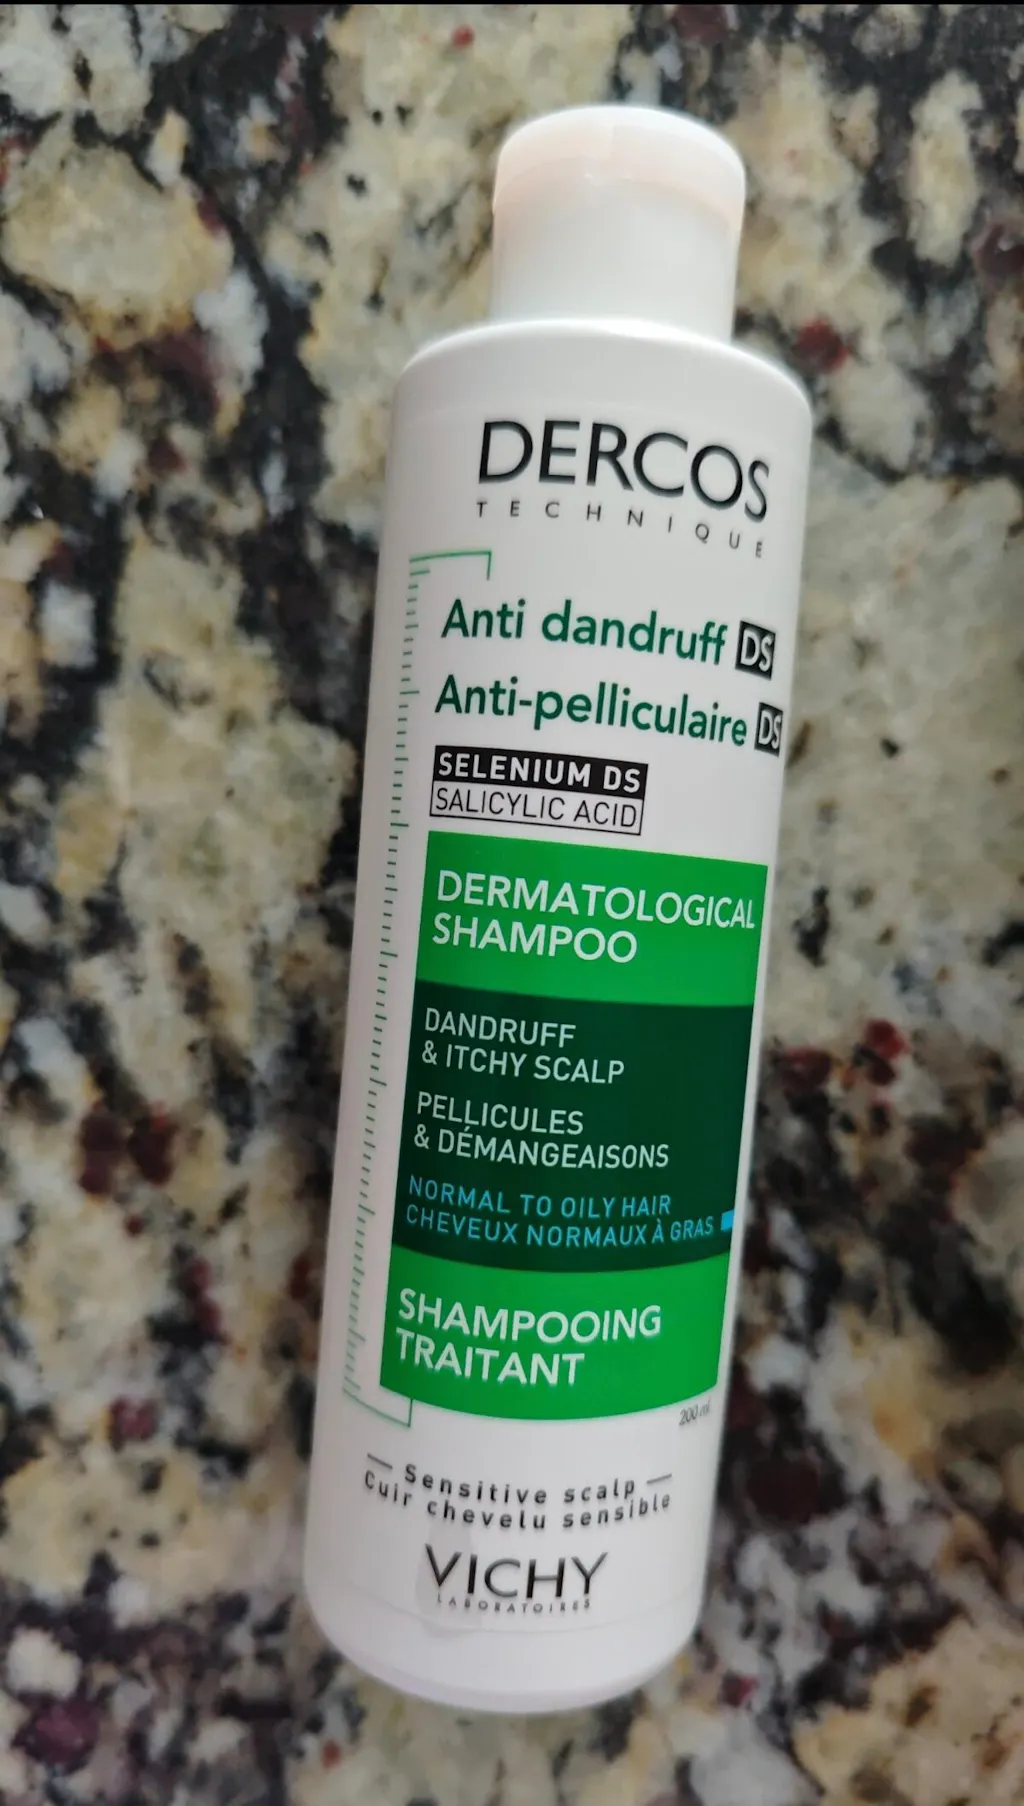 DERCOS
TECHNIQUE
Anti dandruff DS
Anti-pelliculaire DS
SELENIUM DS
SALICYLIC ACID
DERMATOLOGICAL
SHAMPOO
DANDRUFF
& ITCHY SCALP
PELLICULES
& DÉMANGEAISONS
NORMAL TO OILY HAIR
CHEVEUX NORMAUX À GRAS
SHAMPOOING
TRAITANT
200 ml
Sensitive scalp
Cuir chevelu sensible
VICHY
LABORATOIRES